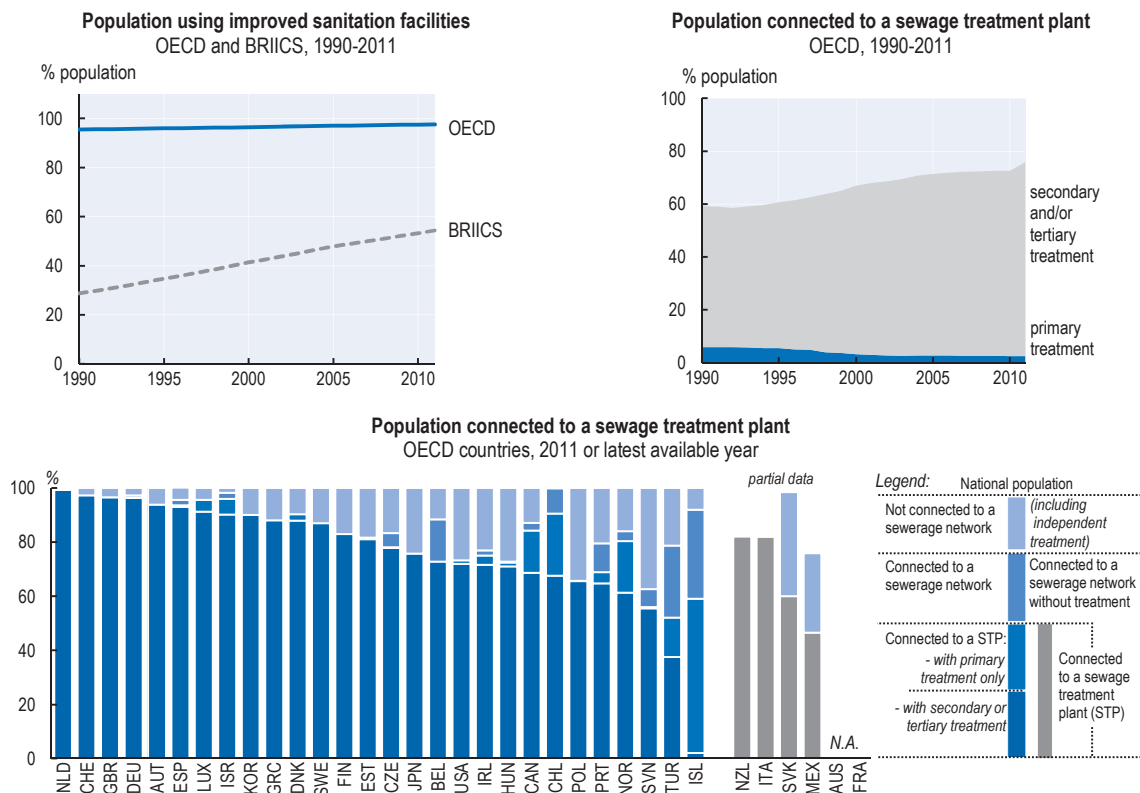 Population using improved sanitation facilities
OECD and BRIICS, 1990-2011
% population
100
80
60
40
20
0
1990
1995
2000
2005
2010
OECD
BRIICS
Population connected to a sewage treatment plant
OECD, 1990-2011
% population
100
80
60
40
20
0
1990
1995
2000
2005
2010
secondary
and/or
tertiary
treatment
primary
treatment
Population connected to a sewage treatment plant
OECD countries, 2011 or latest available year
%
100
80
60
40
20
0
NLD
CHE
GBR
DEU
AUT
ESP
LUX
ISR
KOR
GRC
DNK
SWE
FIN
EST
CZE
JPN
BEL
USA
IRL
HUN
CAN
CHL
POL
PRT
NOR
SVN
TUR
ISL
partial data
NZL
ITA
SVK
MEX
AUS
FRA
N.A.
Legend:
National population
Not connected to a
sewerage network
(including
independent
treatment)
Connected to a
sewerage network
Connected to a
sewerage network
without treatment
Connected to a STP:
- with primary
treatment only
- with secondary or
tertiary treatment
Connected
to a sewage
treatment
plant (STP)